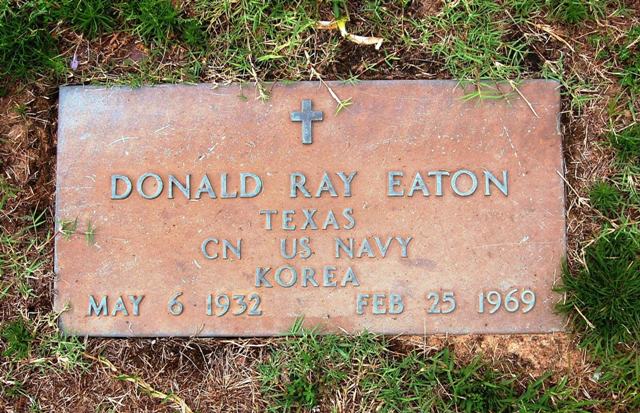 DONALD RAY EATON
TEXAS
CN US NAVY
KOREA
MAY 6 1932 FEB 25 1969